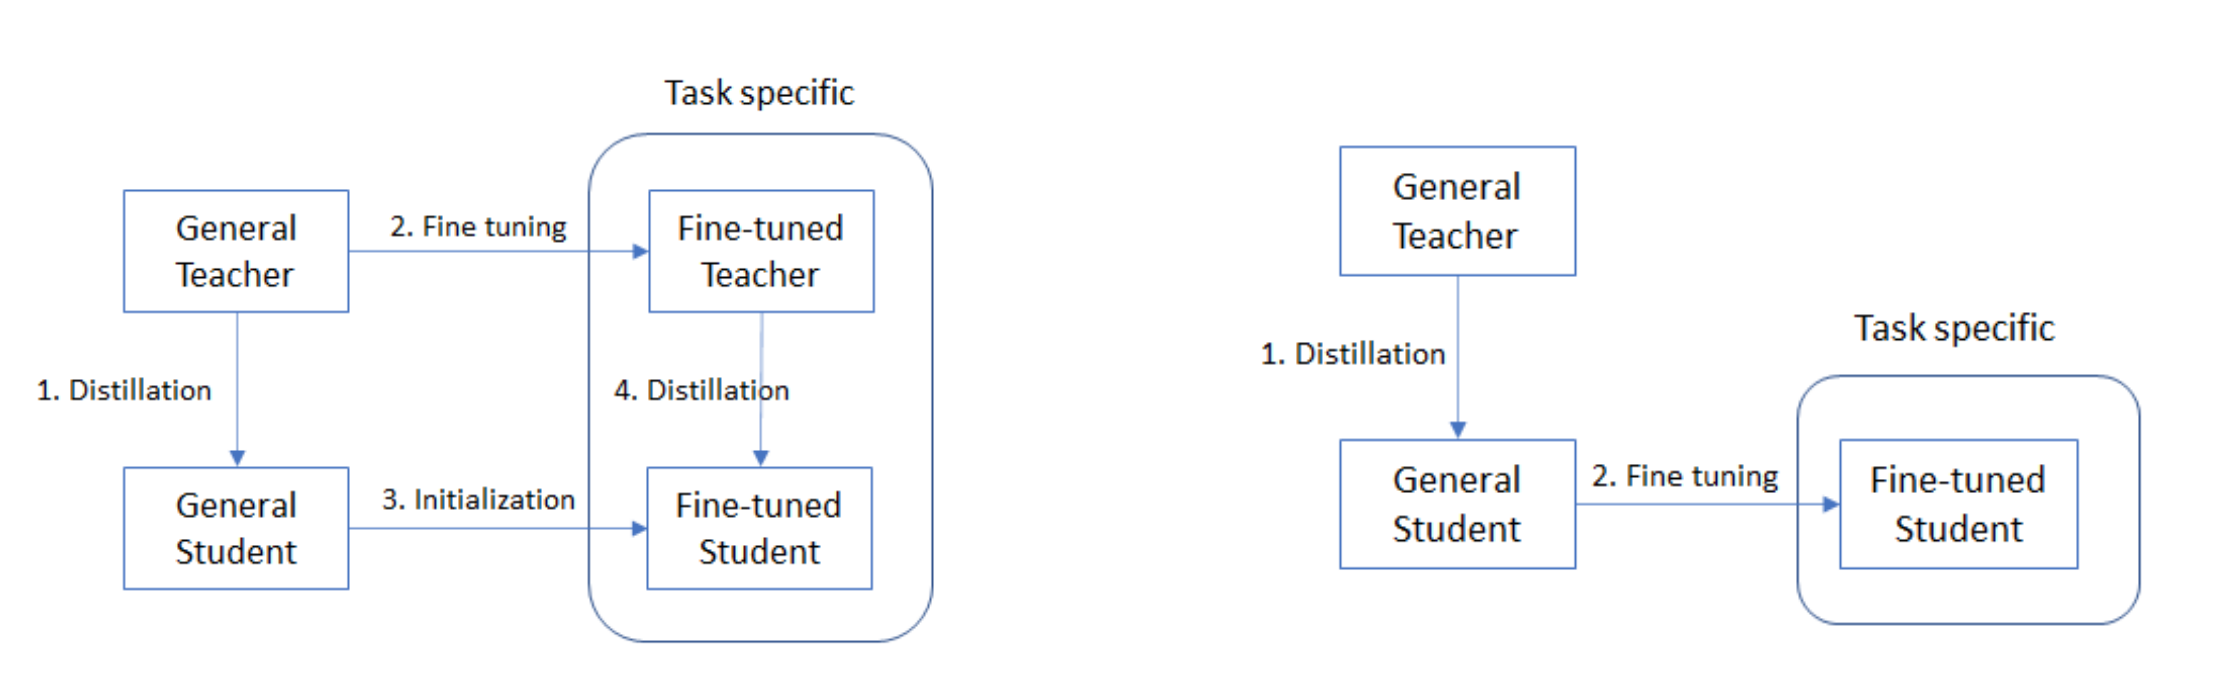 Task specific
General
Teacher
2. Fine tuning
Fine-tuned
Teacher
1. Distillation
4. Distillation
General
Student
3. Initialization
Fine-tuned
Student
General
Teacher
1. Distillation
Task specific
General
Student
2. Fine tuning
Fine-tuned
Student